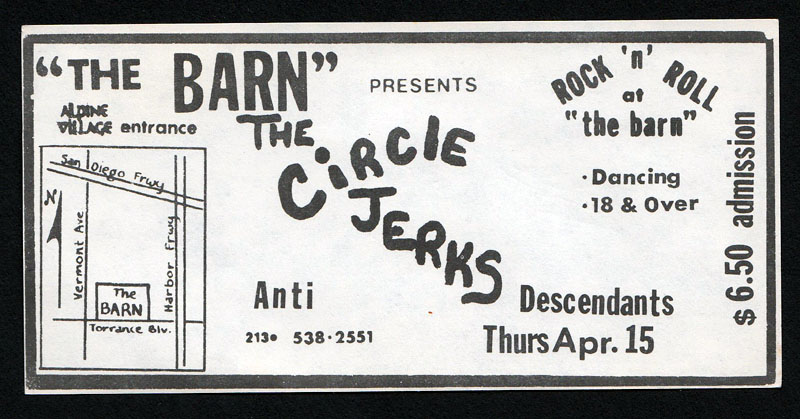 “THE BARN” PRESENTS
ALPINE
VILLAGE entrance
THE
CiRCLE
JERKS
ROCK 'n' ROLL
at
"the barn"
·Dancing
·18 & Over
$6.50 admission
San Diego Frwy
N
Vermont Ave
Harbor Frwy
The
BARN
Torrance Blv.
Anti
213• 538·2551
Descendants
Thurs Apr. 15